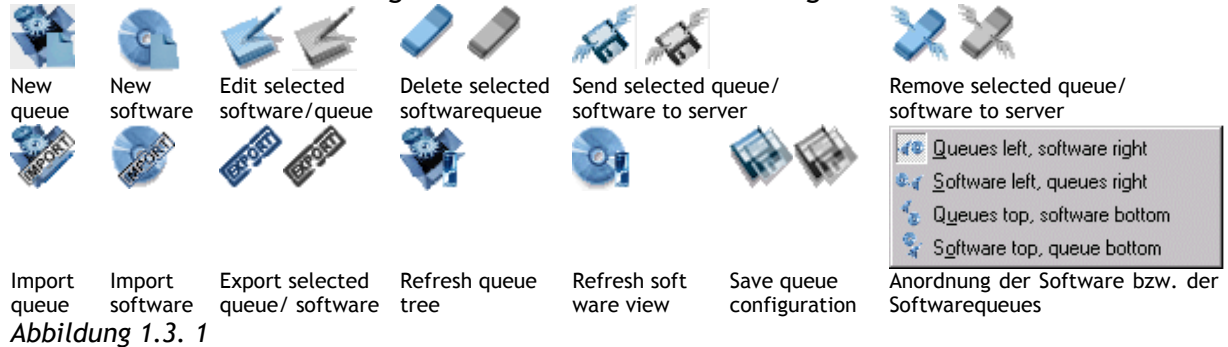 New queue
New software
Edit selected software/queue
Delete selected softwarequeue
Send selected queue/ software to server
Remove selected queue/ software to server
IMPORT
IMPORT
EXPORT
EXPORT
Queues left, software right
Software left, queues right
Queues top, software bottom
Software top, queue bottom
Import queue
Import software
Export selected queue/ software
Refresh queue tree
Refresh soft ware view
Save queue configuration
Anordnung der Software bzw. der Softwarequeues
Abbildung 1.3. 1